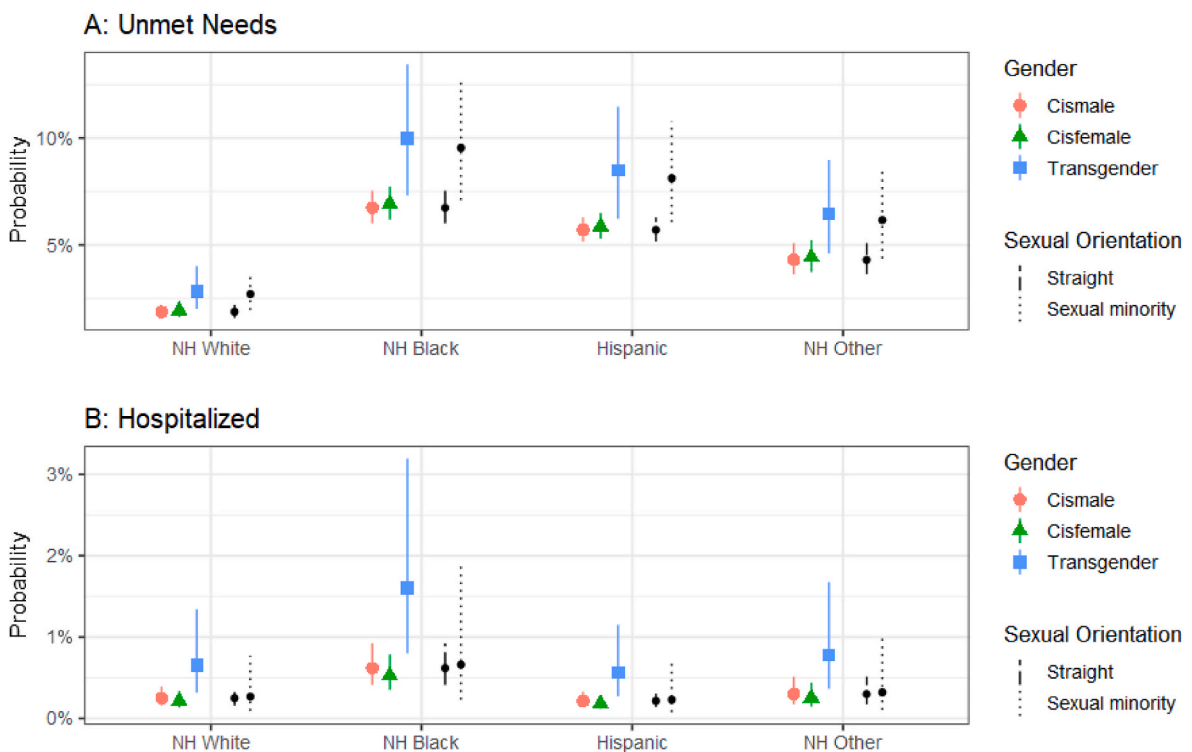 A: Unmet Needs
Probability
10%
5%
NH White
NH Black
Hispanic
NH Other
Gender
Cismale
Cisfemale
Transgender
Sexual Orientation
Straight
Sexual minority
B: Hospitalized
Probability
3%
2%
1%
0%
NH White
NH Black
Hispanic
NH Other
Gender
Cismale
Cisfemale
Transgender
Sexual Orientation
Straight
Sexual minority